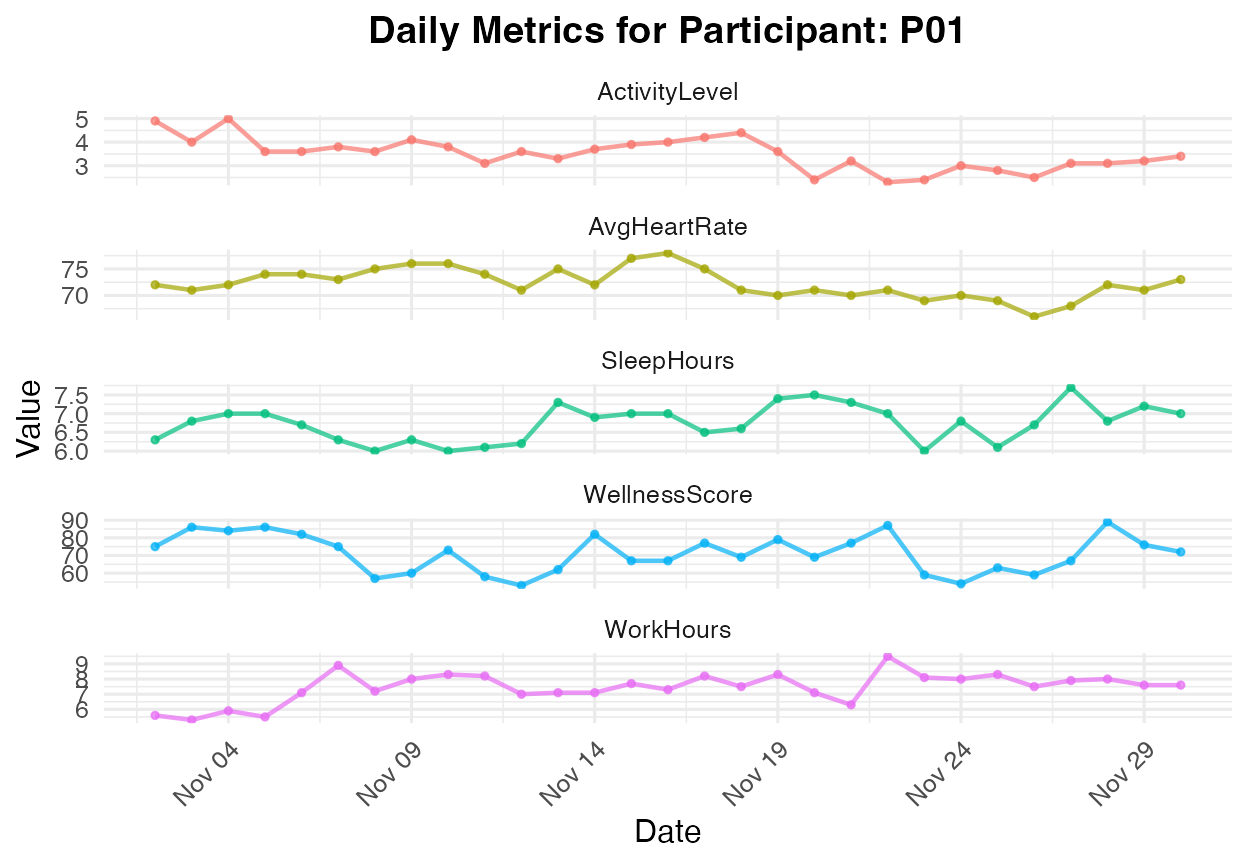 Daily Metrics for Participant: P01
ActivityLevel
5
4
3
AvgHeartRate
75
70
SleepHours
7.5
7.0
6.5
6.0
Value
WellnessScore
90
80
70
60
WorkHours
9
8
7
6
Nov 04 Nov 09 Nov 14 Nov 19 Nov 24 Nov 29
Date